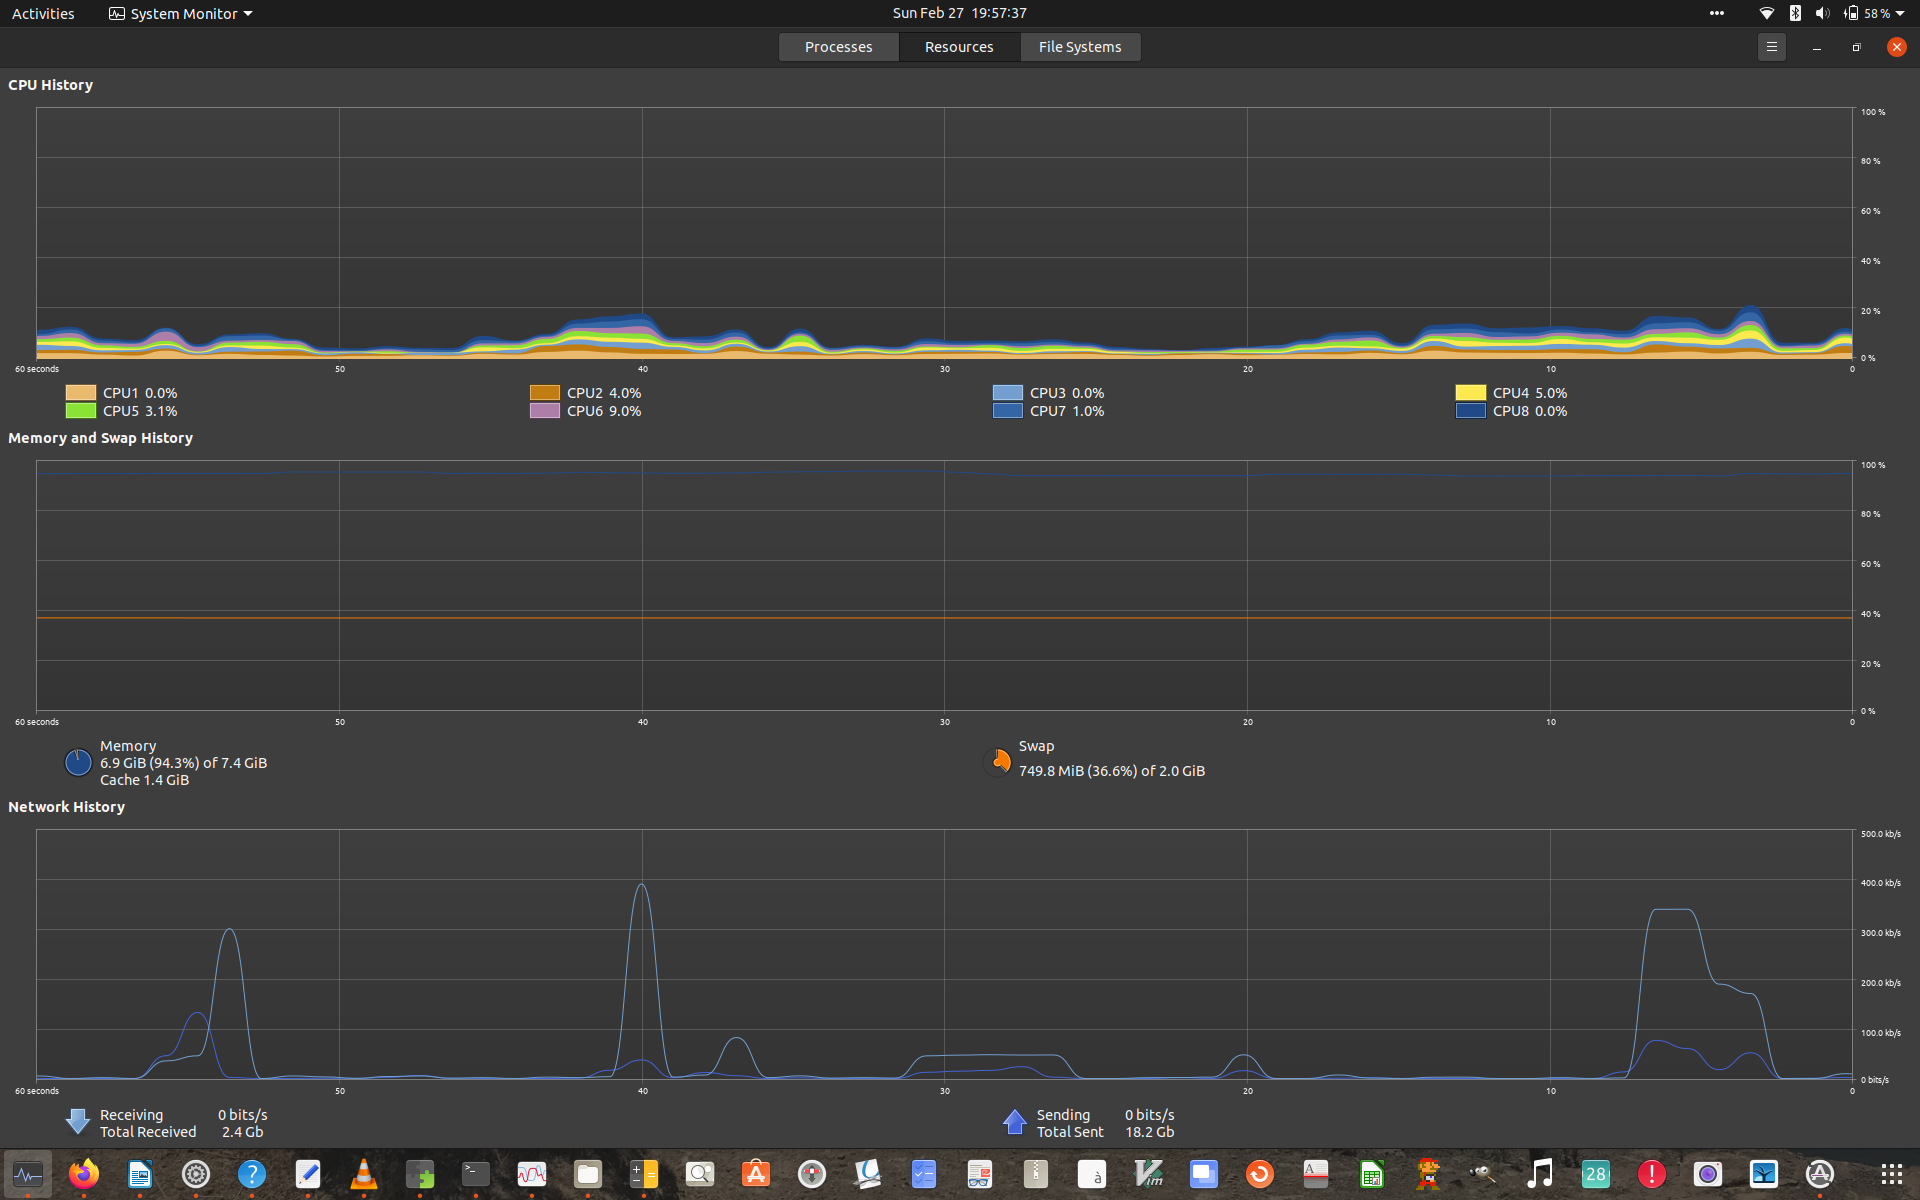 Activities System Monitor Sun Feb 27 19:57:37 58 %
Processes Resources File Systems
CPU History
100 %
80 %
60 %
40 %
20 %
0 %
60 seconds 50 40 30 20 10 0
CPU1 0.0% CPU2 4.0% CPU3 0.0% CPU4 5.0%
CPU5 3.1% CPU6 9.0% CPU7 1.0% CPU8 0.0%
Memory and Swap History
100 %
80 %
60 %
40 %
20 %
0 %
60 seconds 50 40 30 20 10 0
Memory
6.9 GiB (94.3%) of 7.4 GiB
Cache 1.4 GiB
Swap
749.8 MiB (36.6%) of 2.0 GiB
Network History
500.0 kb/s
400.0 kb/s
300.0 kb/s
200.0 kb/s
100.0 kb/s
0 bits/s
60 seconds 50 40 30 20 10 0
Receiving 0 bits/s
Total Received 2.4 Gb
Sending 0 bits/s
Total Sent 18.2 Gb
? >_ A à Vim A 28 !